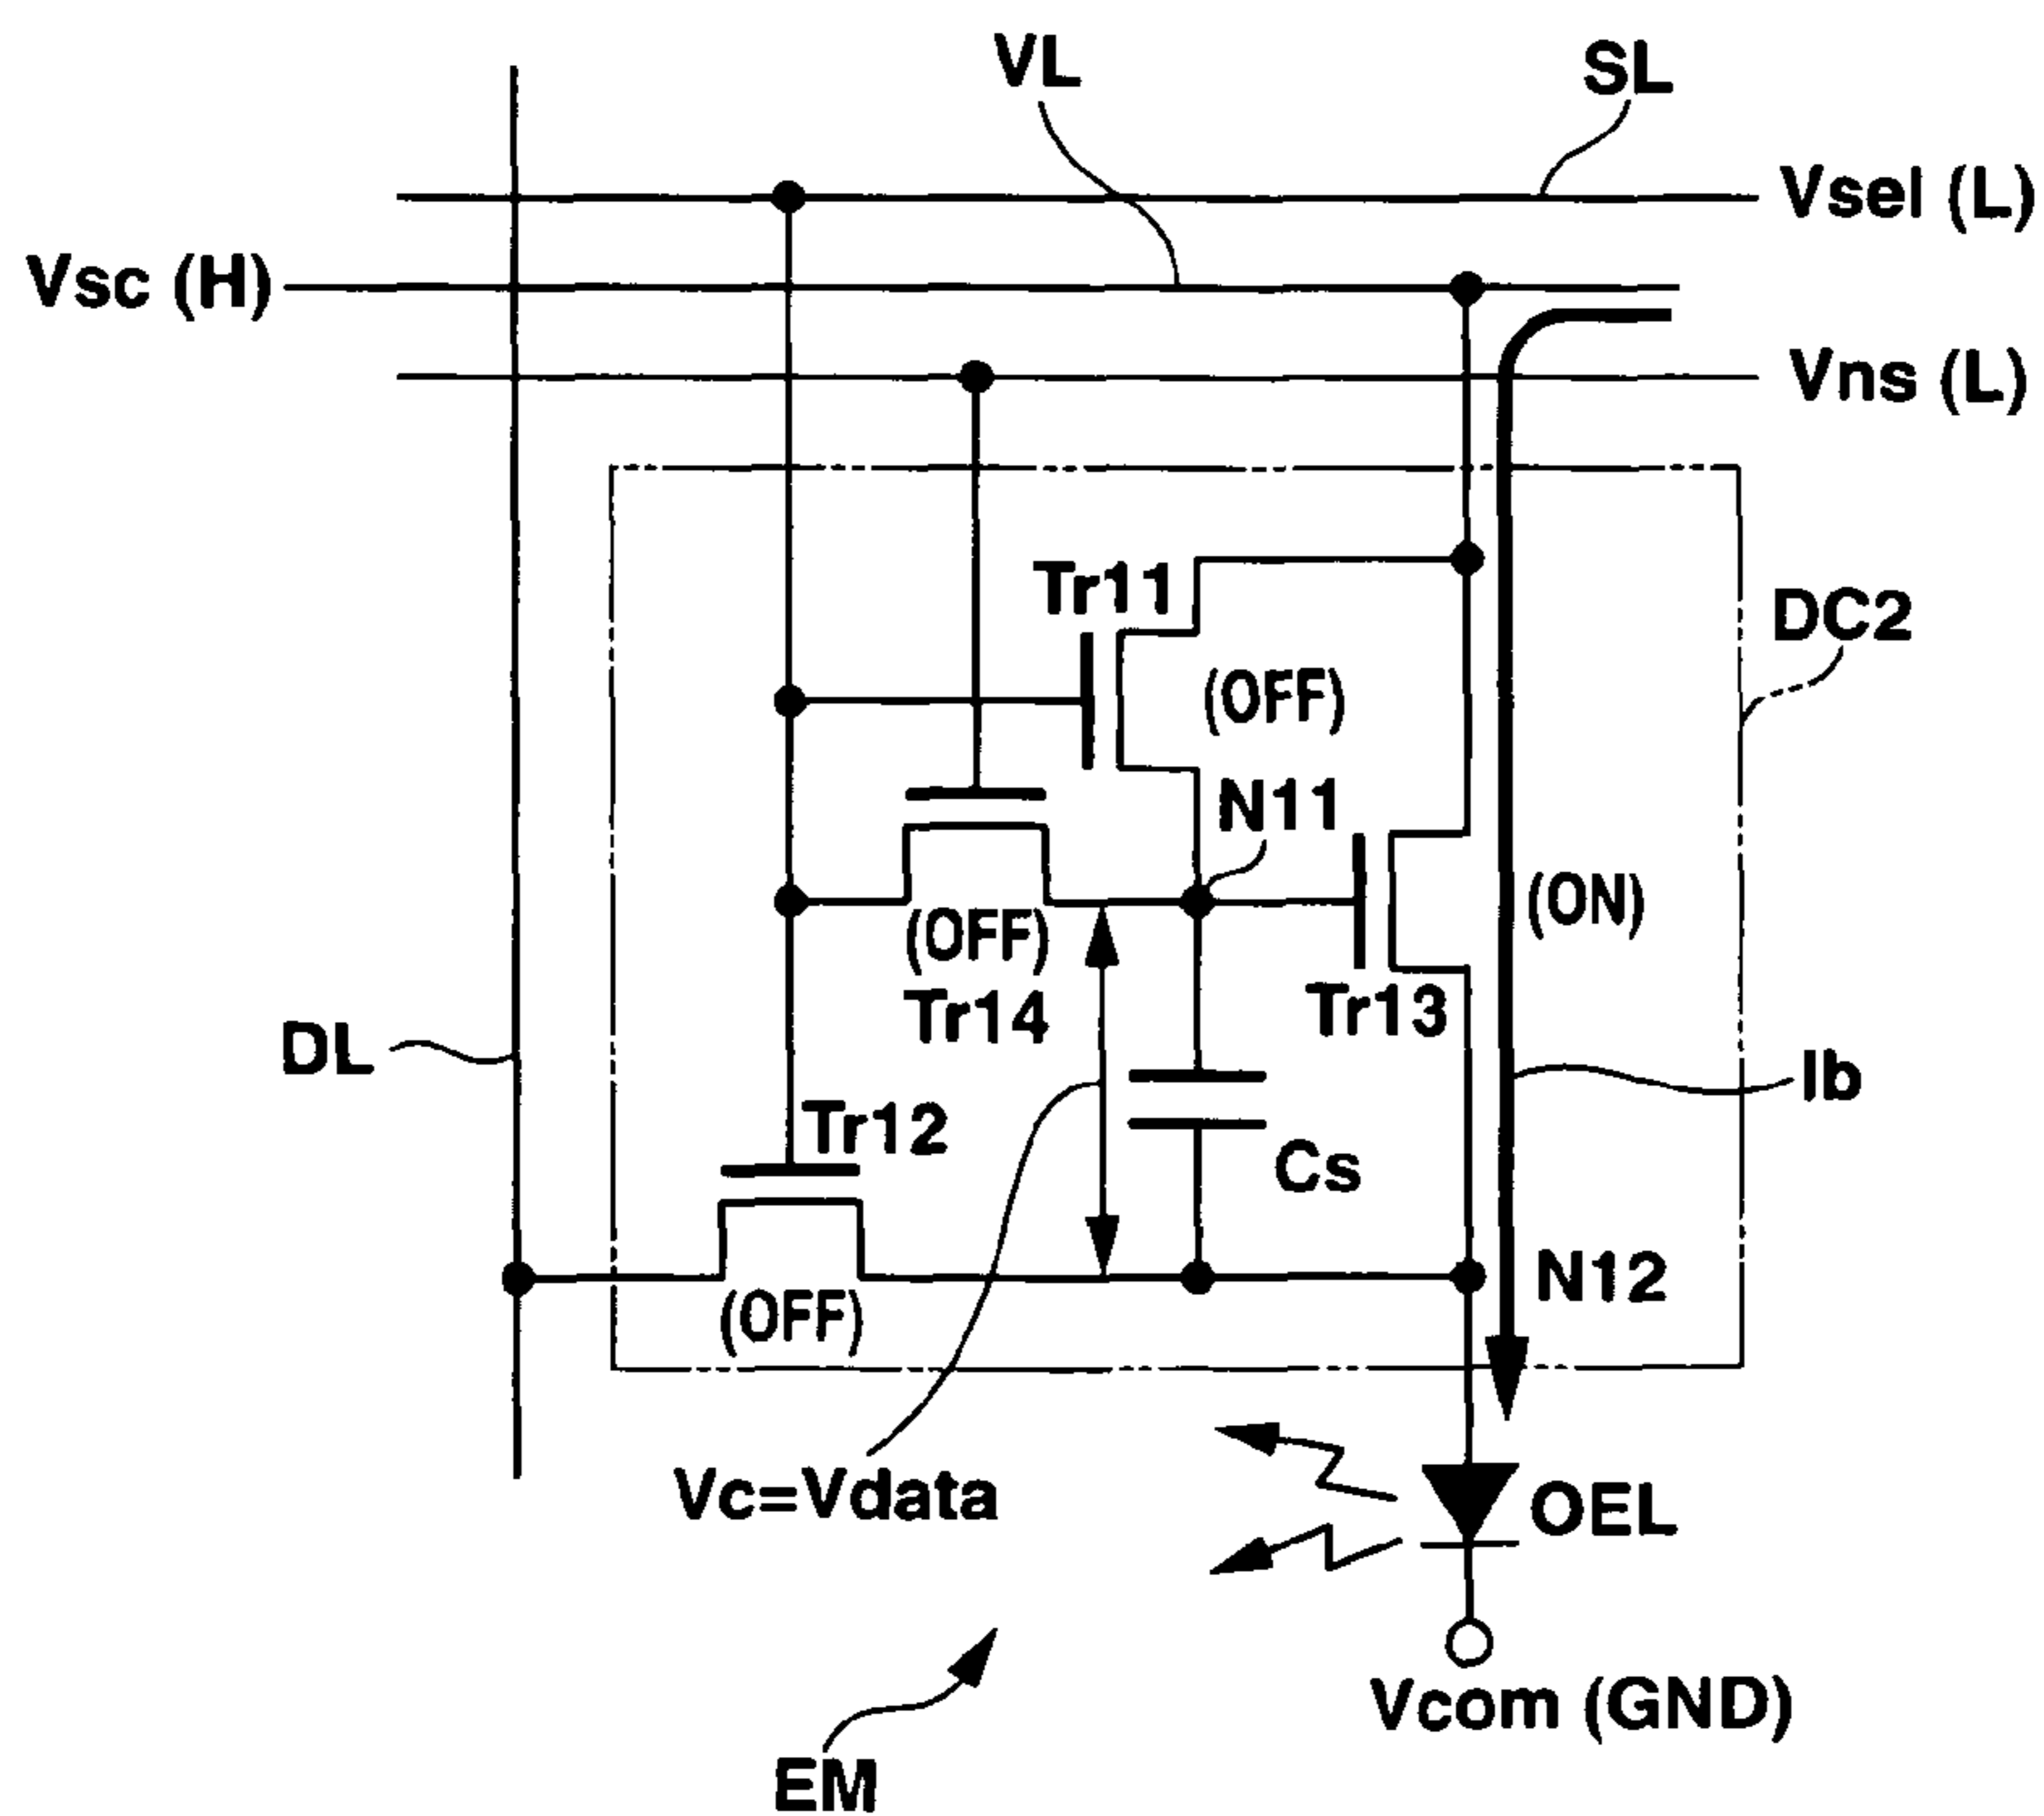 VL
SL
Vsel (L)
Vsc (H)
Vns (L)
Tr11
DC2
(OFF)
N11
(ON)
(OFF)
Tr14
Tr13
DL
Ib
Tr12
Cs
N12
(OFF)
Vc=Vdata
OEL
Vcom (GND)
EM